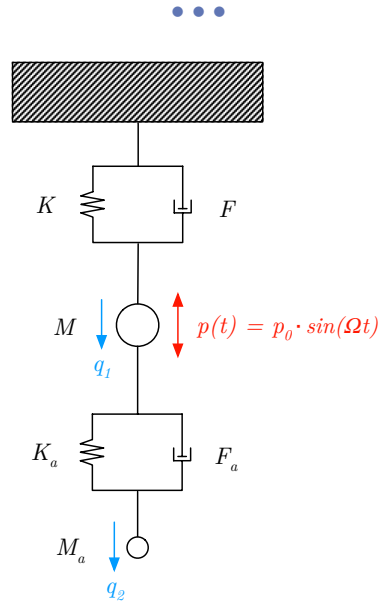 K
F
M
p(t) = p₀ · sin(Ωt)
q₁
Kₐ
Fₐ
Mₐ
q₂